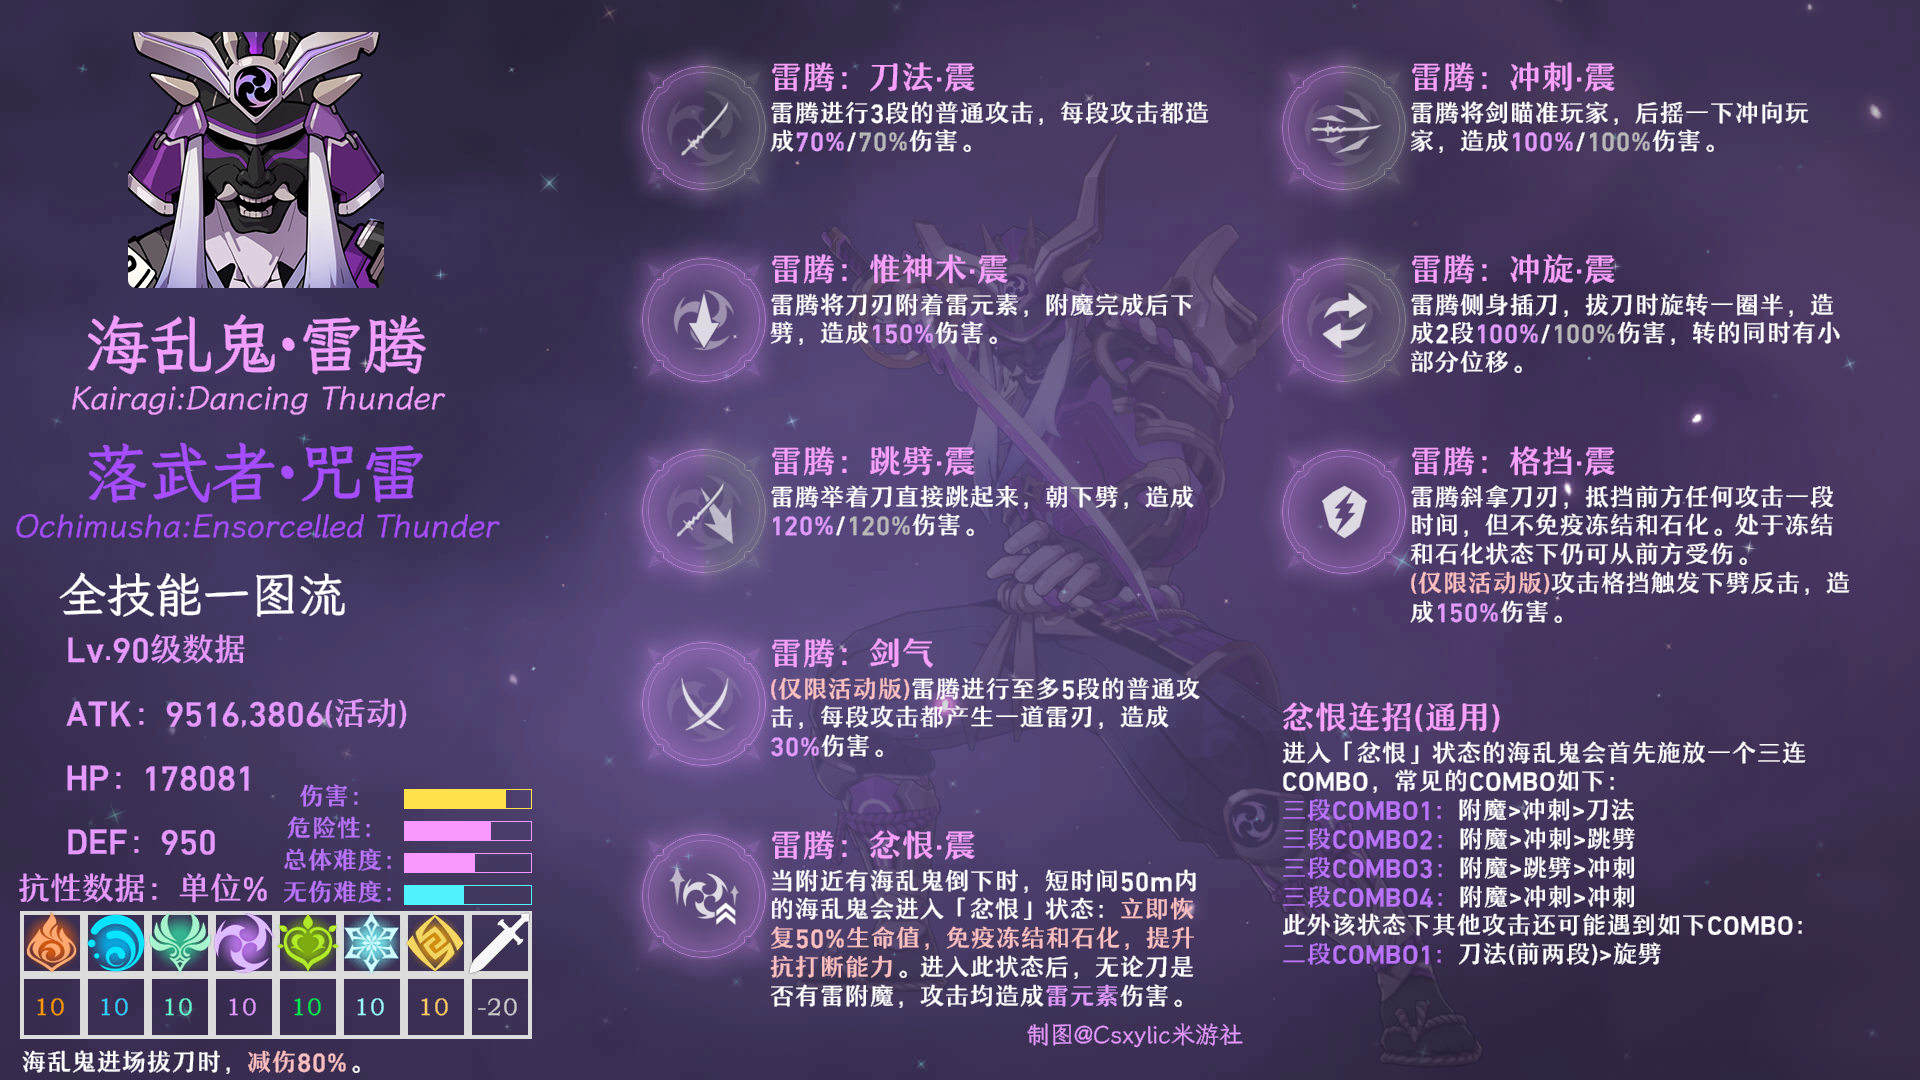 海乱鬼·雷腾
Kairagi:Dancing Thunder
落武者·咒雷
Ochimusha:Ensorcelled Thunder
全技能一图流
Lv.90级数据
ATK：9516,3806(活动)
HP：178081
DEF：950
伤害：
危险性：
总体难度：
无伤难度：
抗性数据：单位%
10 10 10 10 10 10 10 -20
海乱鬼进场拔刀时，减伤80%。
雷腾：刀法·震
雷腾进行3段的普通攻击，每段攻击都造
成70%/70%伤害。
雷腾：惟神术·震
雷腾将刀刃附着雷元素，附魔完成后下
劈，造成150%伤害。
雷腾：跳劈·震
雷腾举着刀直接跳起来，朝下劈，造成
120%/120%伤害。
雷腾：剑气
(仅限活动版)雷腾进行至多5段的普通攻
击，每段攻击都产生一道雷刃，造成
30%伤害。
雷腾：忿恨·震
当附近有海乱鬼倒下时，短时间50m内
的海乱鬼会进入「忿恨」状态：立即恢
复50%生命值，免疫冻结和石化，提升
抗打断能力。进入此状态后，无论刀是
否有雷附魔，攻击均造成雷元素伤害。
雷腾：冲刺·震
雷腾将剑瞄准玩家，后摇一下冲向玩
家，造成100%/100%伤害。
雷腾：冲旋·震
雷腾侧身插刀，拔刀时旋转一圈半，造
成2段100%/100%伤害，转的同时有小
部分位移。
雷腾：格挡·震
雷腾斜拿刀刃，抵挡前方任何攻击一段
时间，但不免疫冻结和石化。处于冻结
和石化状态下仍可从前方受伤。
(仅限活动版)攻击格挡触发下劈反击，造
成150%伤害。
忿恨连招(通用)
进入「忿恨」状态的海乱鬼会首先施放一个三连
COMBO，常见的COMBO如下：
三段COMBO1：附魔>冲刺>刀法
三段COMBO2：附魔>冲刺>跳劈
三段COMBO3：附魔>跳劈>冲刺
三段COMBO4：附魔>冲刺>冲刺
此外该状态下其他攻击还可能遇到如下COMBO：
二段COMBO1：刀法(前两段)>旋劈
制图@Csxylic米游社